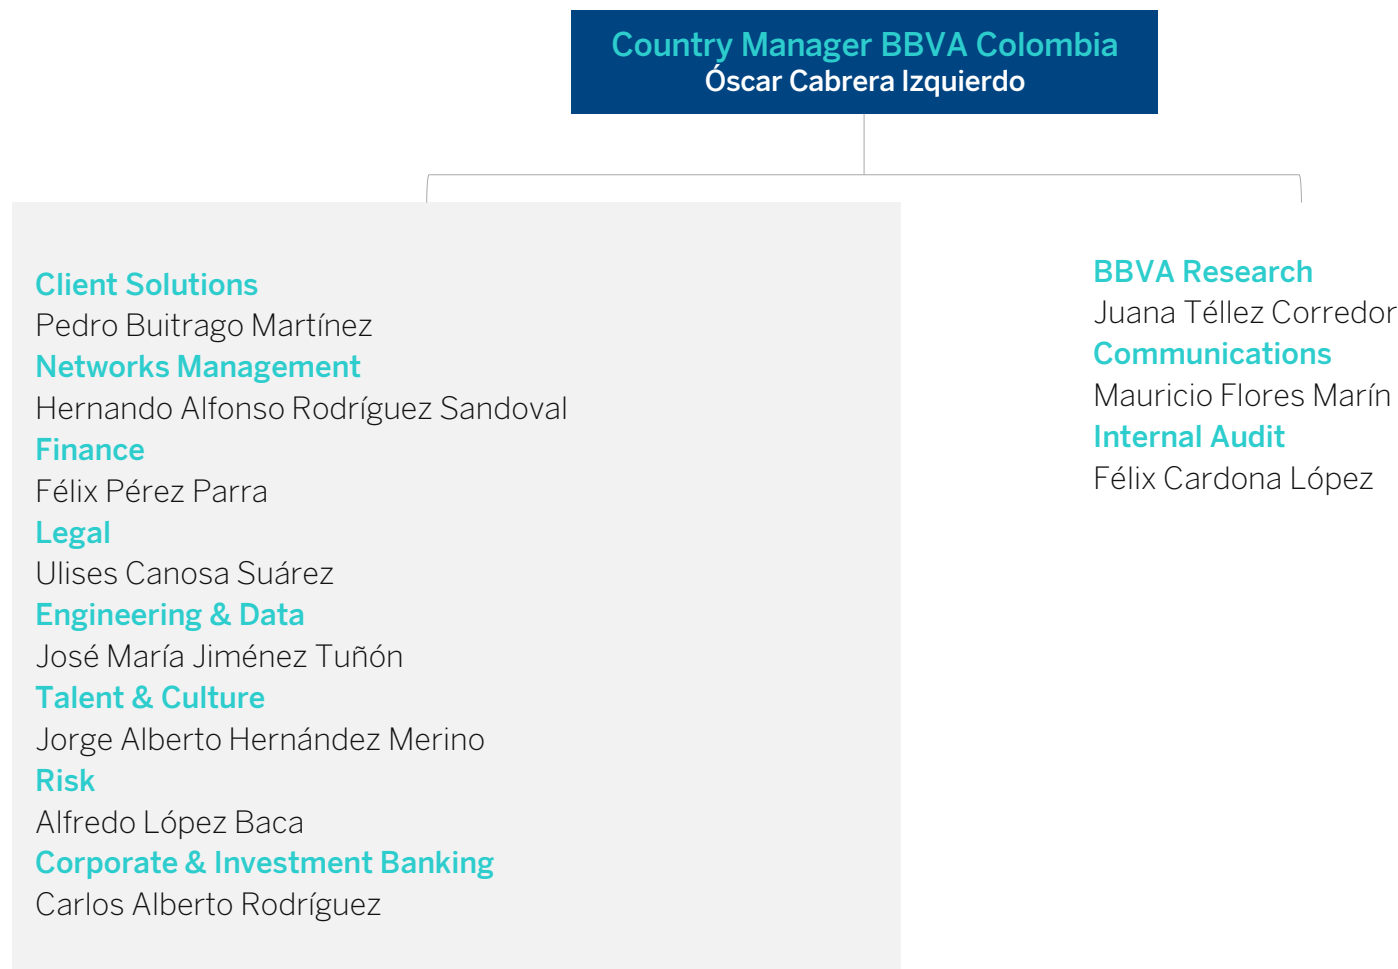 Country Manager BBVA Colombia
Óscar Cabrera Izquierdo
Client Solutions
Pedro Buitrago Martínez
Networks Management
Hernando Alfonso Rodríguez Sandoval
Finance
Félix Pérez Parra
Legal
Ulises Canosa Suárez
Engineering & Data
José María Jiménez Tuñón
Talent & Culture
Jorge Alberto Hernández Merino
Risk
Alfredo López Baca
Corporate & Investment Banking
Carlos Alberto Rodríguez
BBVA Research
Juana Téllez Corredor
Communications
Mauricio Flores Marín
Internal Audit
Félix Cardona López